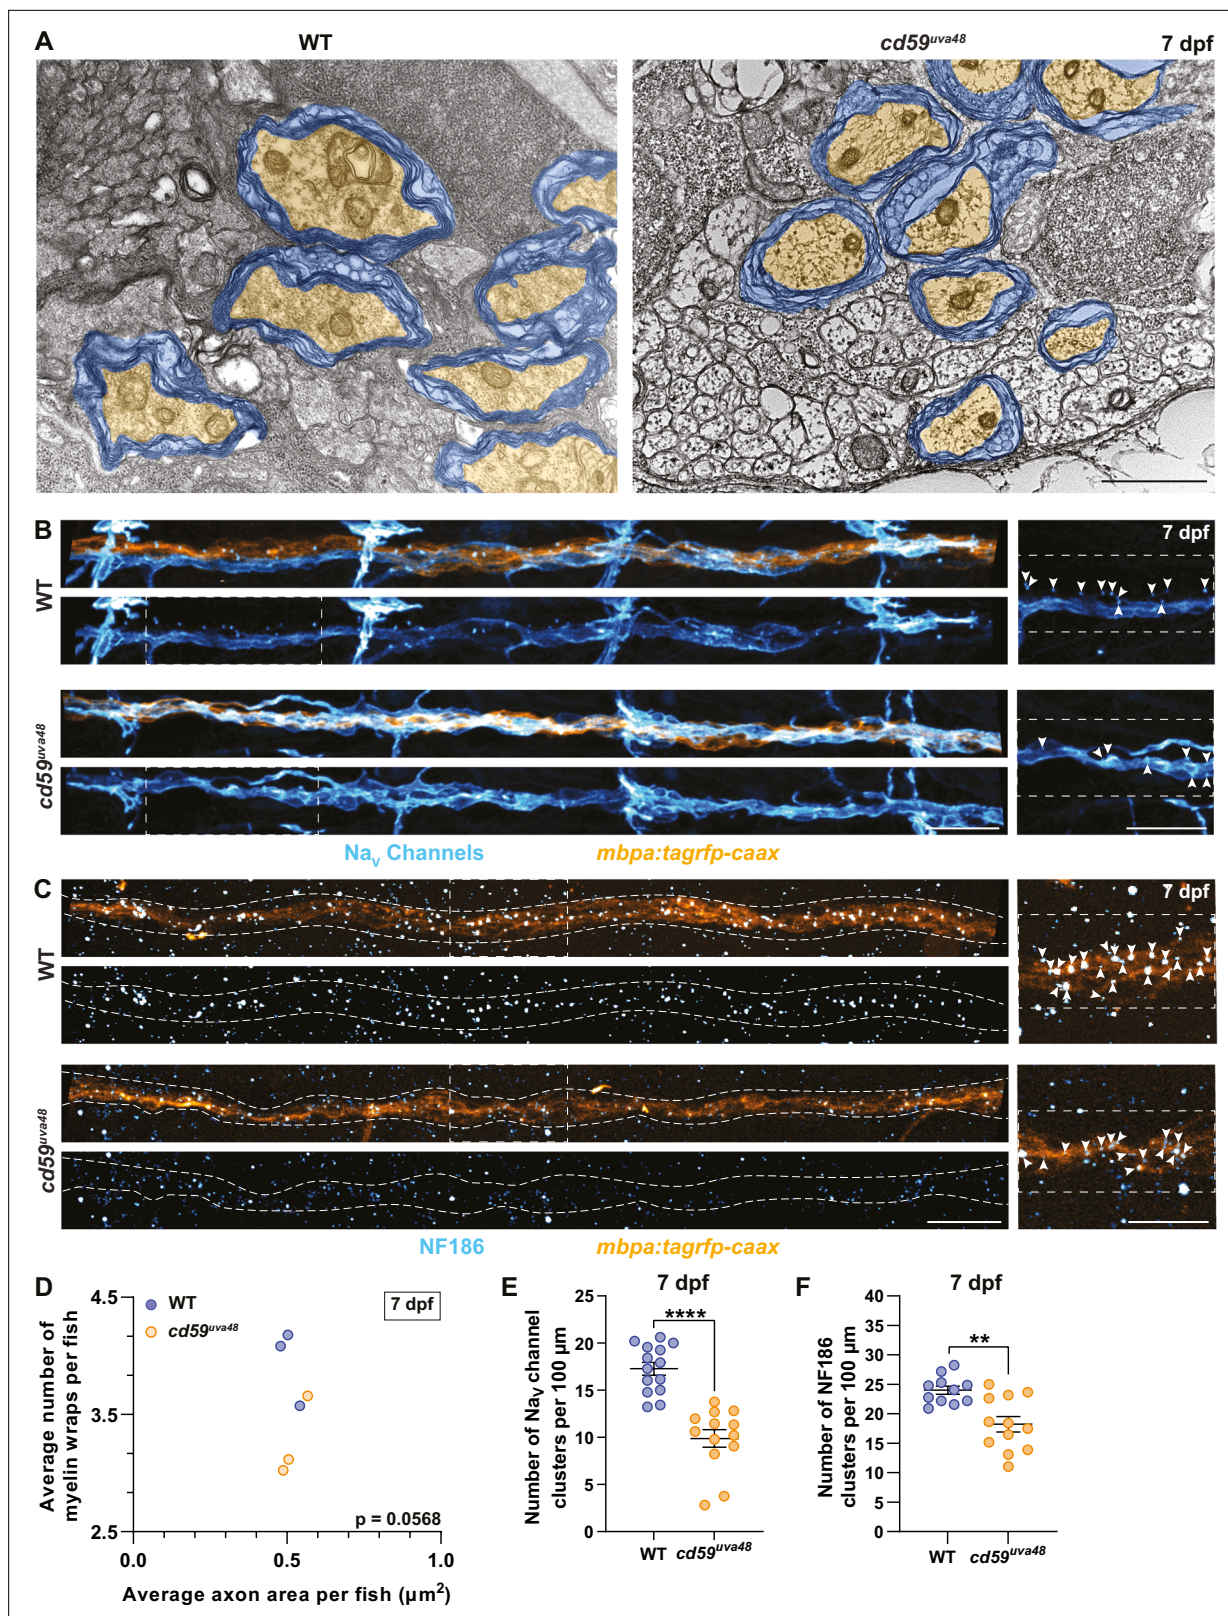 A
WT
cd59uva48
7 dpf
B
WT
7 dpf
cd59uva48
NaV Channels
mbpa:tagrfp-caax
C
WT
7 dpf
cd59uva48
NF186
mbpa:tagrfp-caax
D
WT
cd59uva48
7 dpf
4.5
3.5
2.5
Average number of
myelin wraps per fish
p = 0.0568
0.0
0.5
1.0
Average axon area per fish (µm2)
E
7 dpf
Number of NaV channel
clusters per 100 µm
25
20
15
10
5
0
****
WT
cd59uva48
F
7 dpf
Number of NF186
clusters per 100 µm
40
35
30
25
20
15
10
5
0
**
WT
cd59uva48